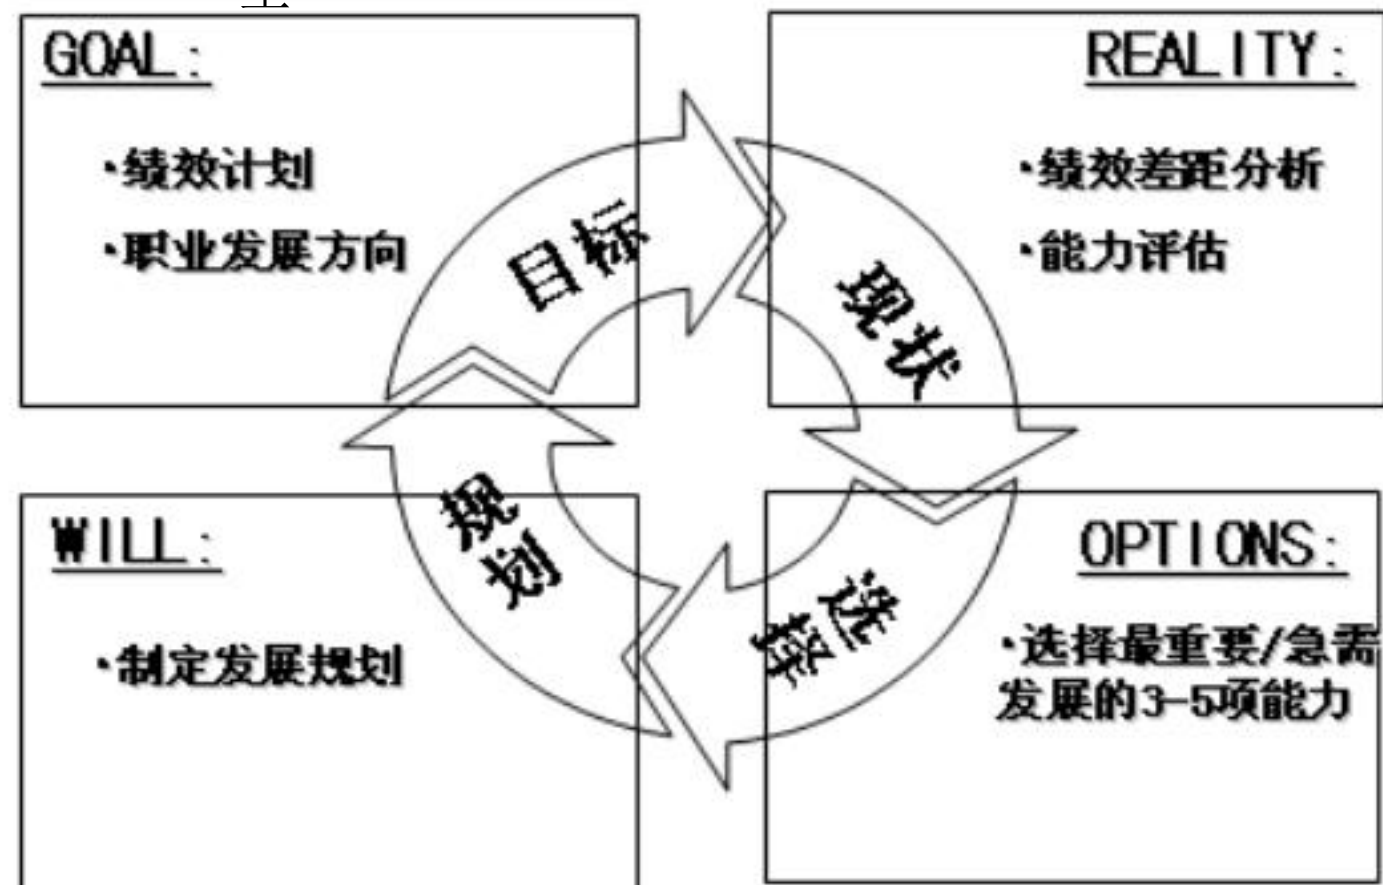 GOAL:
·绩效计划
·职业发展方向
REALITY:
·绩效差距分析
·能力评估
目标
现状
规划
选择
WILL:
·制定发展规划
OPTIONS:
·选择最重要/急需
发展的3-5项能力